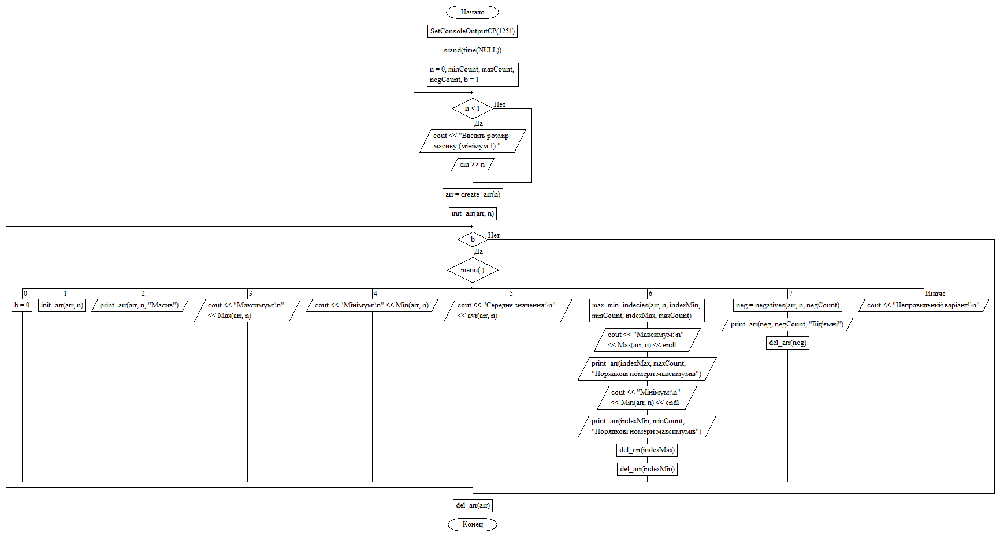 Начало
SetConsoleOutputCP(1251)
srand(time(NULL))
n = 0, minCount, maxCount,
negCount, b = 1
n < 1
Нет
Да
cout << "Введіть розмір
масиву (мінімум 1):"
cin >> n
arr = create_arr(n)
init_arr(arr, n)
b
Нет
Да
menu( )
0
b = 0
1
init_arr(arr, n)
2
print_arr(arr, n, "Масив")
3
cout << "Максимум:\n"
<< Max(arr, n)
4
cout << "Мінімум:\n" << Min(arr, n)
5
cout << "Середнє значення:\n"
<< avr(arr, n)
6
max_min_indecies(arr, n, indexMin,
minCount, indexMax, maxCount)
cout << "Максимум:\n"
<< Max(arr, n) << endl
print_arr(indexMax, maxCount,
"Порядкові номери максимумів")
cout << "Мінімум:\n"
<< Min(arr, n) << endl
print_arr(indexMin, minCount,
"Порядкові номери максимумів")
del_arr(indexMax)
del_arr(indexMin)
7
neg = negatives(arr, n, negCount)
print_arr(neg, negCount, "Від'ємні")
del_arr(neg)
Иначе
cout << "Неправильний варіант!\n"
del_arr(arr)
Конец